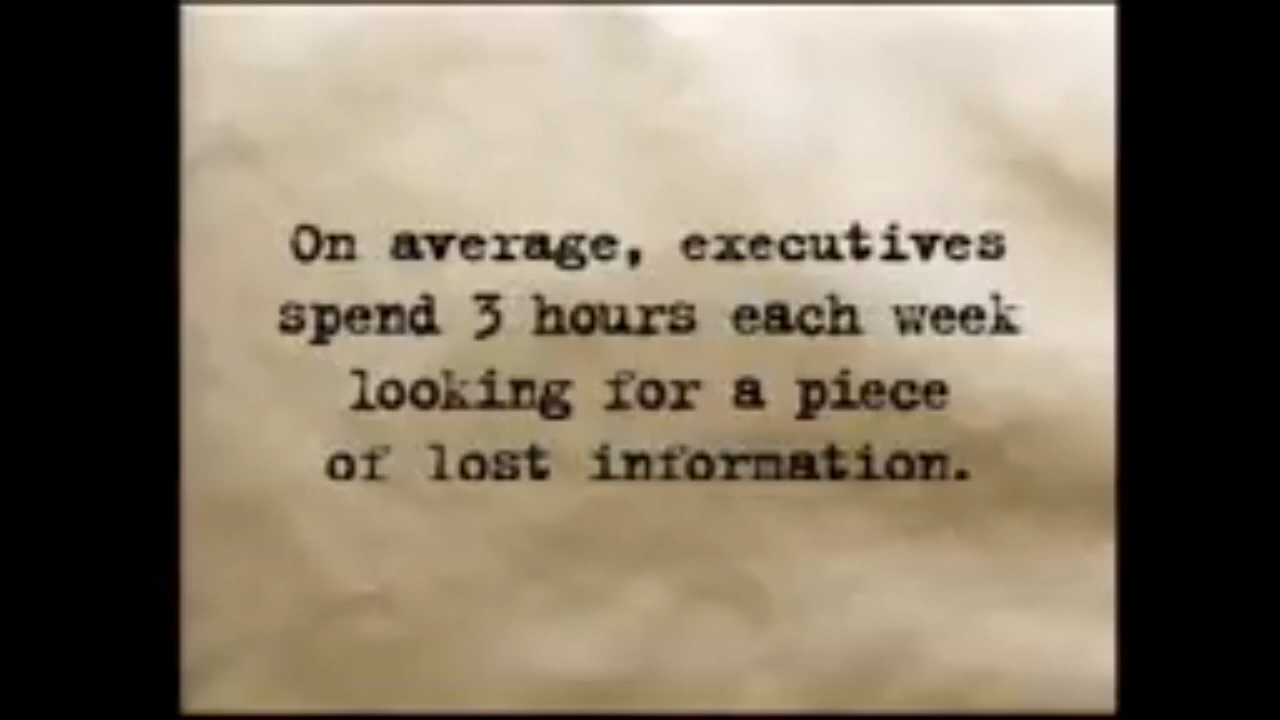 On average, executives
spend 3 hours each week
looking for a piece
of lost information.